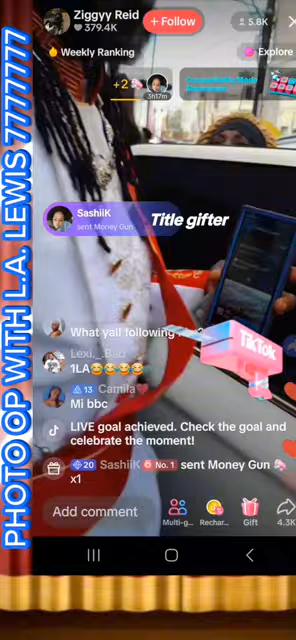 PHOTO OP WITH L.A. LEWIS 77777777
Ziggyy Reid
379.4K
+ Follow
5.8K
Weekly Ranking
Explore
+2
3h17m
SashiiK
sent Money Gun
Title gifter
What yall following
TikTok
1LA😂😂😂😂
13 Camila
Mi bbc
LIVE goal achieved. Check the goal and
celebrate the moment!
20 SashiiK No. 1 sent Money Gun
x1
Add comment
Multi-g...
Rechar...
Gift
4.3K